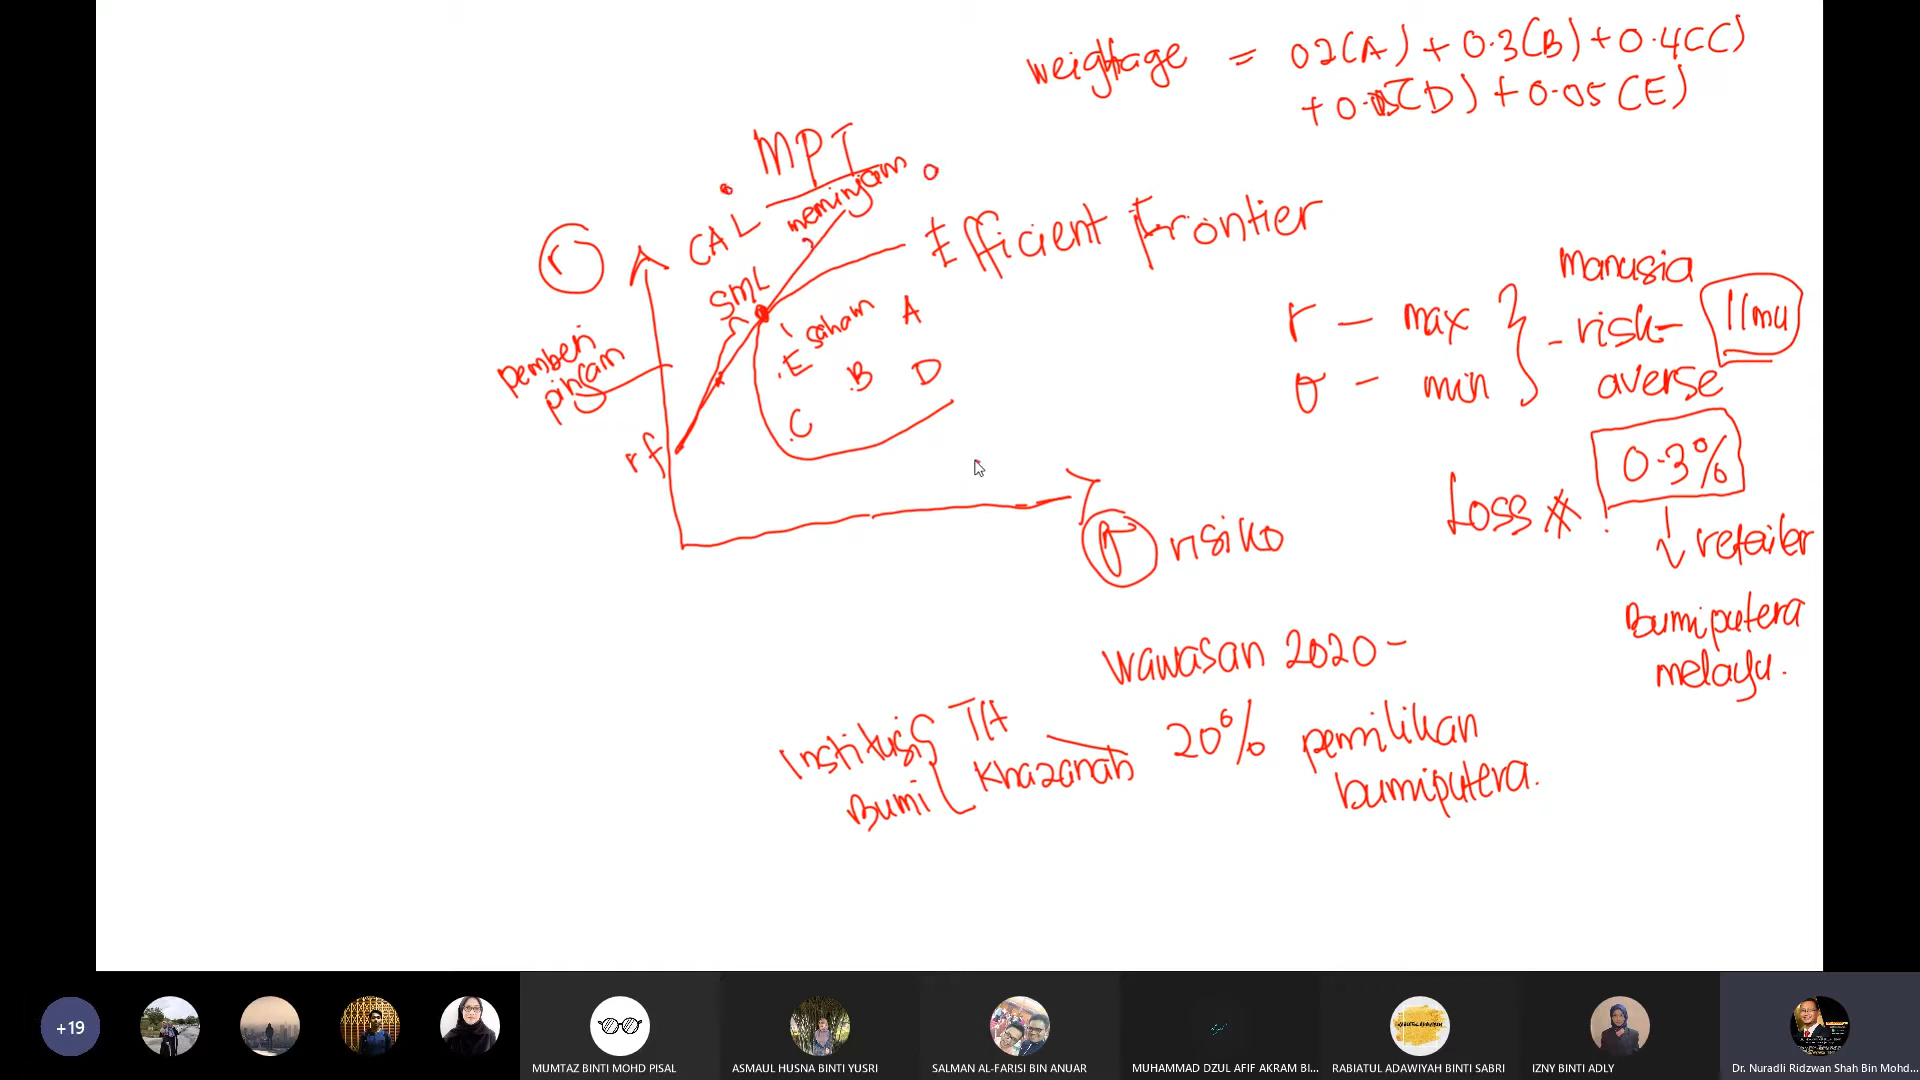 weightage = 0.2(A) + 0.3(B) + 0.4(C)
+ 0.05(D) + 0.05(E)
MPT
CAL meminjam
Efficient Frontier
r
SML
saham A
.E
.B D
.C
pemberi
pinjam
rf
σ risiko
r - max
σ - min
Manusia
- risk-
averse
Ilmu
0.3%
Loss
retailer
Bumiputera
melayu.
Wawasan 2020 -
20% pemilikan
bumiputera.
Institusi TH
Bumi Khazanah
+19
MUMTAZ BINTI MOHD PISAL
ASMAUL HUSNA BINTI YUSRI
SALMAN AL-FARISI BIN ANUAR
MUHAMMAD DZUL AFIF AKRAM BI...
RABIATUL ADAWIYAH BINTI SABRI
IZNY BINTI ADLY
Dr. Nuradli Ridzwan Shah Bin Mohd...